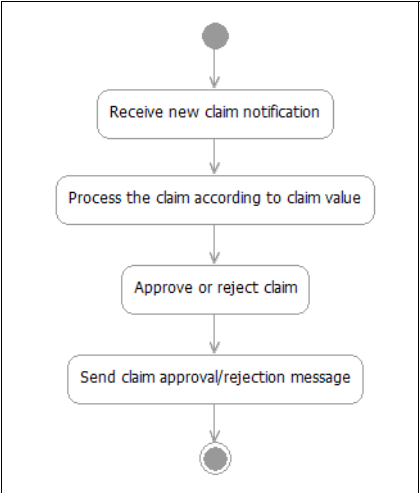 Receive new claim notification
Process the claim according to claim value
Approve or reject claim
Send claim approval/rejection message